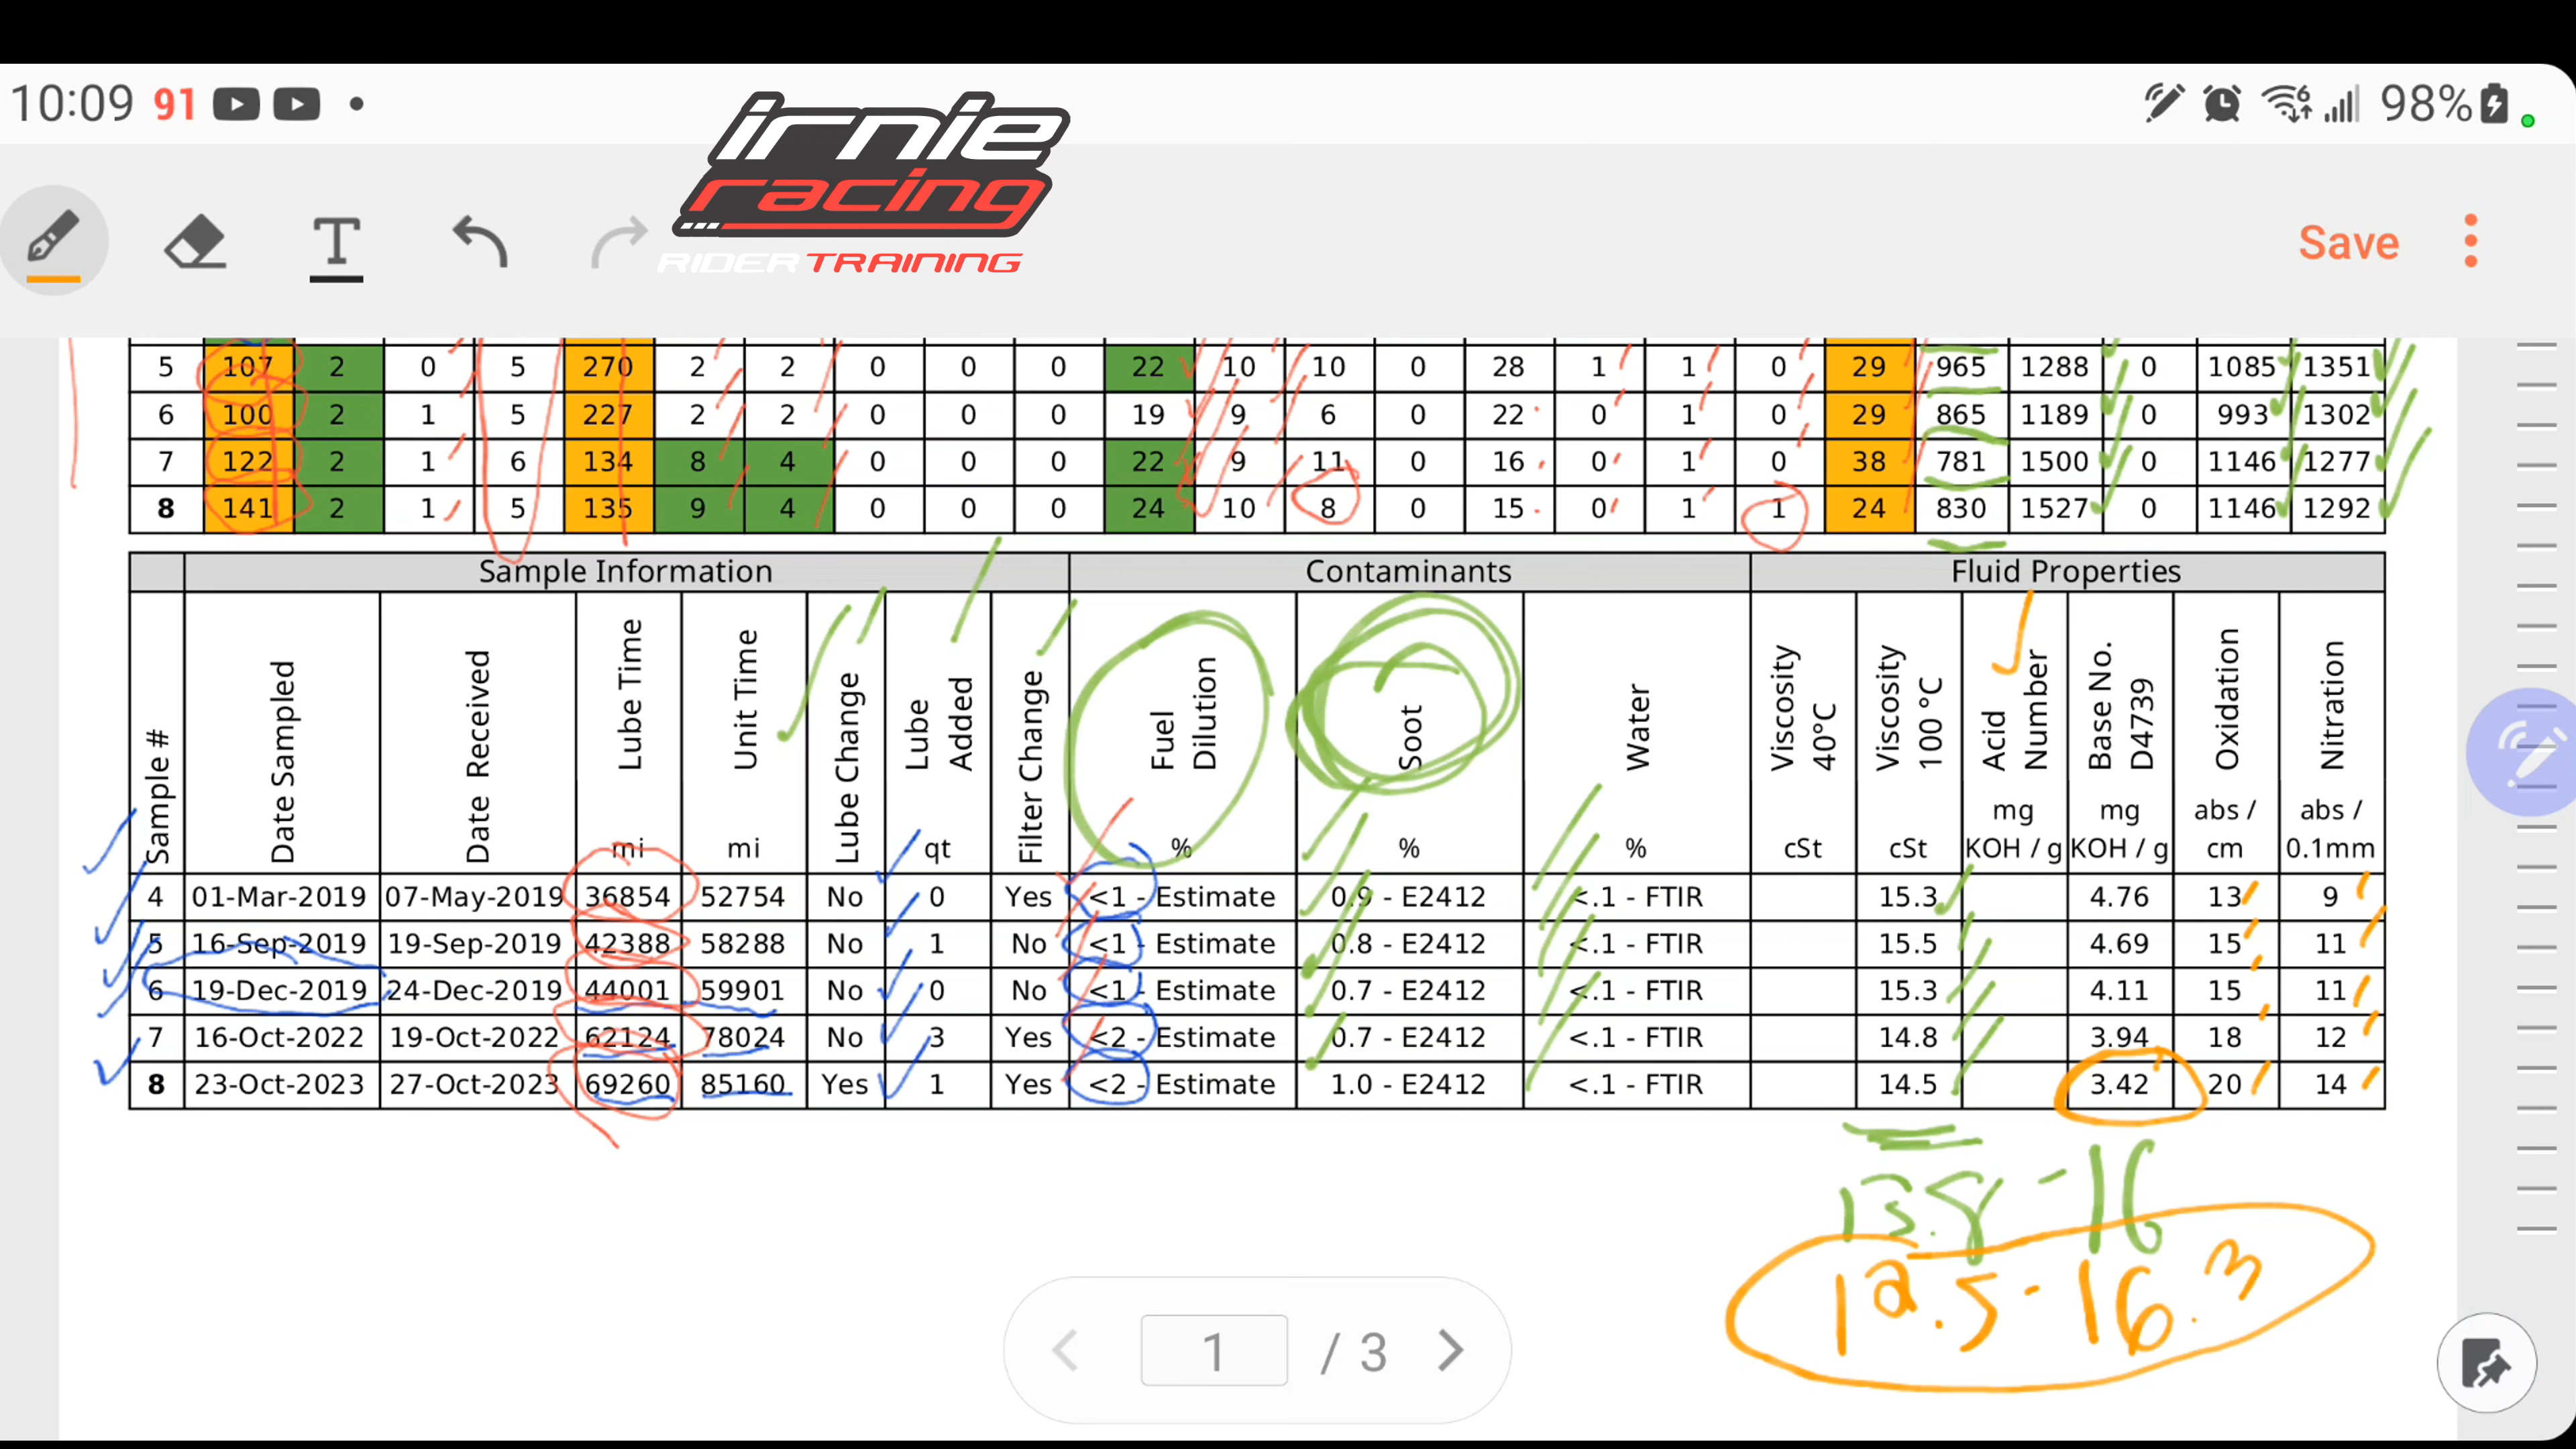 10:09 91 98%
irnie
racing
RIDER TRAINING
T Save
5 107 2 0 5 270 2 2 0 0 0 22 10 10 0 28 1 1 0 29 965 1288 0 1085 1351
6 100 2 1 5 227 2 2 0 0 0 19 9 6 0 22 0 1 0 29 865 1189 0 993 1302
7 122 2 1 6 134 8 4 0 0 0 22 9 11 0 16 0 1 0 38 781 1500 0 1146 1277
8 141 2 1 5 135 9 4 0 0 0 24 10 8 0 15 0 1 1 24 830 1527 0 1146 1292
Sample Information Contaminants Fluid Properties
Sample # Date Sampled Date Received Lube Time Unit Time Lube Change Lube Added Filter Change Fuel Dilution Soot Water Viscosity 40°C Viscosity 100 °C Acid Number Base No. D4739 Oxidation Nitration
mi mi qt % % % cSt cSt mg KOH / g mg KOH / g abs / cm abs / 0.1mm
4 01-Mar-2019 07-May-2019 36854 52754 No 0 Yes <1 - Estimate 0.9 - E2412 <.1 - FTIR 15.3 4.76 13 9
5 16-Sep-2019 19-Sep-2019 42388 58288 No 1 No <1 - Estimate 0.8 - E2412 <.1 - FTIR 15.5 4.69 15 11
6 19-Dec-2019 24-Dec-2019 44001 59901 No 0 No <1 - Estimate 0.7 - E2412 <.1 - FTIR 15.3 4.11 15 11
7 16-Oct-2022 19-Oct-2022 62124 78024 No 3 Yes <2 - Estimate 0.7 - E2412 <.1 - FTIR 14.8 3.94 18 12
8 23-Oct-2023 27-Oct-2023 69260 85160 Yes 1 Yes <2 - Estimate 1.0 - E2412 <.1 - FTIR 14.5 3.42 20 14
13.8 - 16
12.5 - 16.3
1 / 3